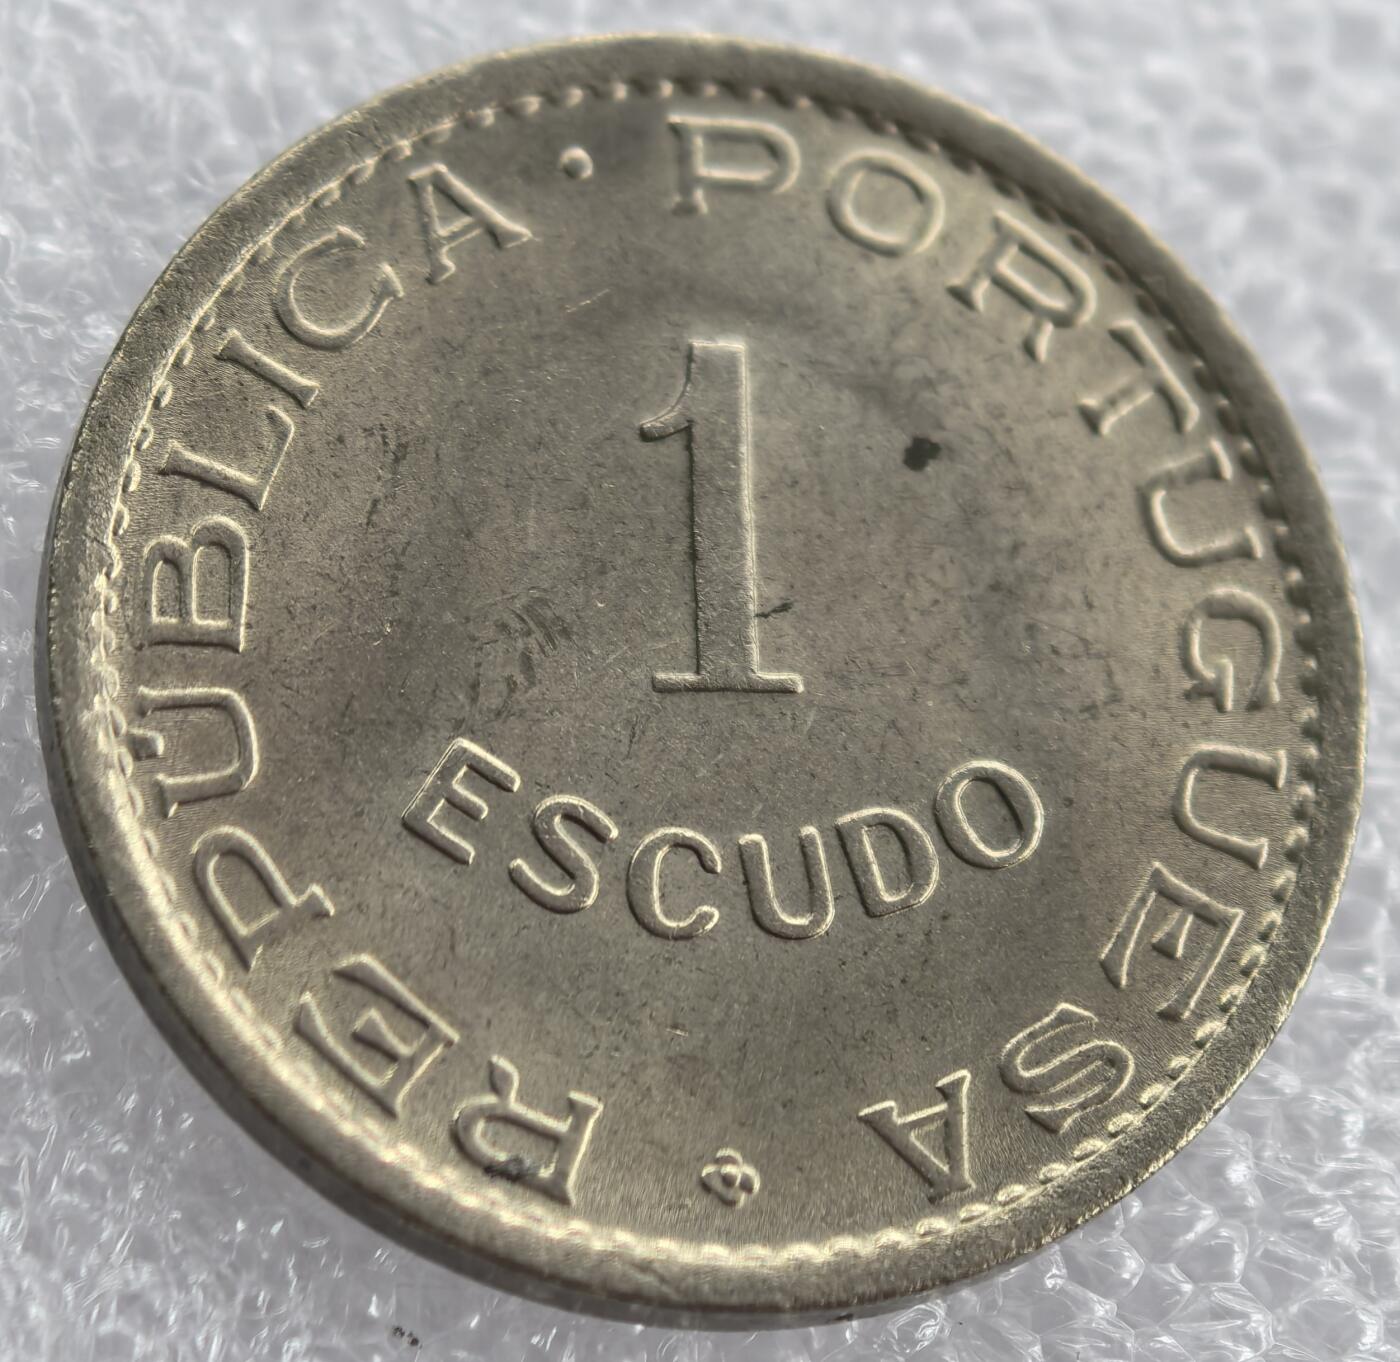 REPÚBLICA · PORTUGUESA
1
ESCUDO